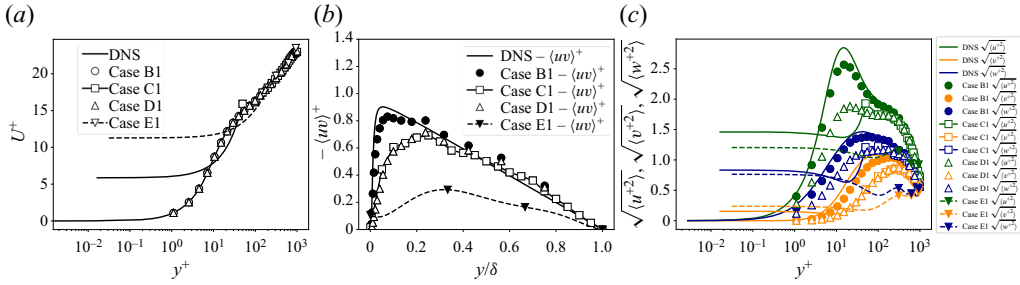 (a)
U+
20
15
10
5
0
DNS
Case B1
Case C1
Case D1
Case E1
10−2 10−1 100 101 102 103
y+
(b)
− ⟨uv⟩+
1.4
1.2
1.0
0.8
0.6
0.4
0.2
0
DNS – ⟨uv⟩+
Case B1 – ⟨uv⟩+
Case C1 – ⟨uv⟩+
Case D1 – ⟨uv⟩+
Case E1 – ⟨uv⟩+
0 0.2 0.4 0.6 0.8 1.0
y/δ
(c)
√⟨u+2⟩, √⟨v+2⟩, √⟨w+2⟩
2.5
2.0
1.5
1.0
0.5
0
10−2 10−1 100 101 102 103
y+
DNS √⟨u+2⟩
DNS √⟨v+2⟩
DNS √⟨w+2⟩
Case B1 √⟨u+2⟩
Case B1 √⟨v+2⟩
Case B1 √⟨w+2⟩
Case C1 √⟨u+2⟩
Case C1 √⟨v+2⟩
Case C1 √⟨w+2⟩
Case D1 √⟨u+2⟩
Case D1 √⟨v+2⟩
Case D1 √⟨w+2⟩
Case E1 √⟨u+2⟩
Case E1 √⟨v+2⟩
Case E1 √⟨w+2⟩